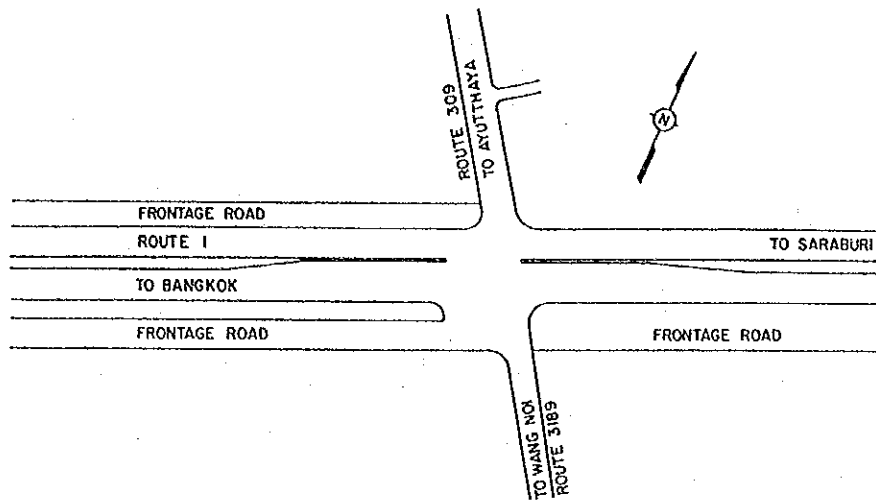 ROUTE 309
TO AYUTTHAYA
N
FRONTAGE ROAD
ROUTE 1
TO SARABURI
TO BANGKOK
FRONTAGE ROAD
FRONTAGE ROAD
TO WANG NOI
ROUTE 3189